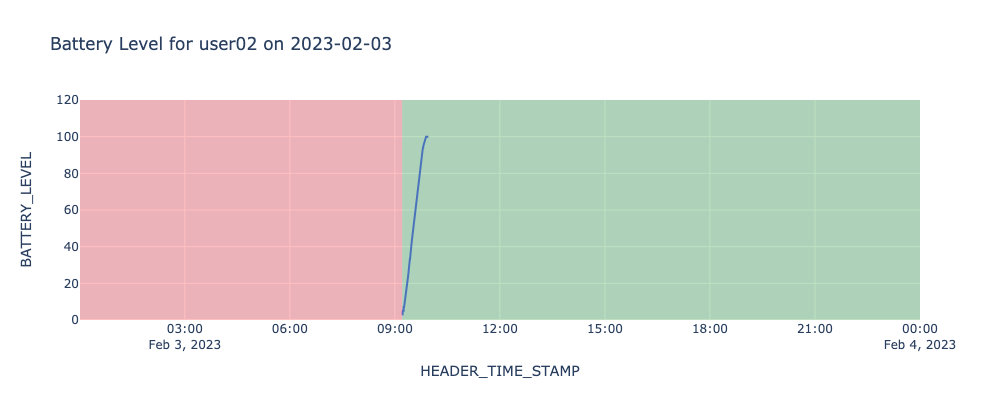 Battery Level for user02 on 2023-02-03
BATTERY_LEVEL
120
100
80
60
40
20
0
03:00 06:00 09:00 12:00 15:00 18:00 21:00 00:00
Feb 3, 2023 Feb 4, 2023
HEADER_TIME_STAMP